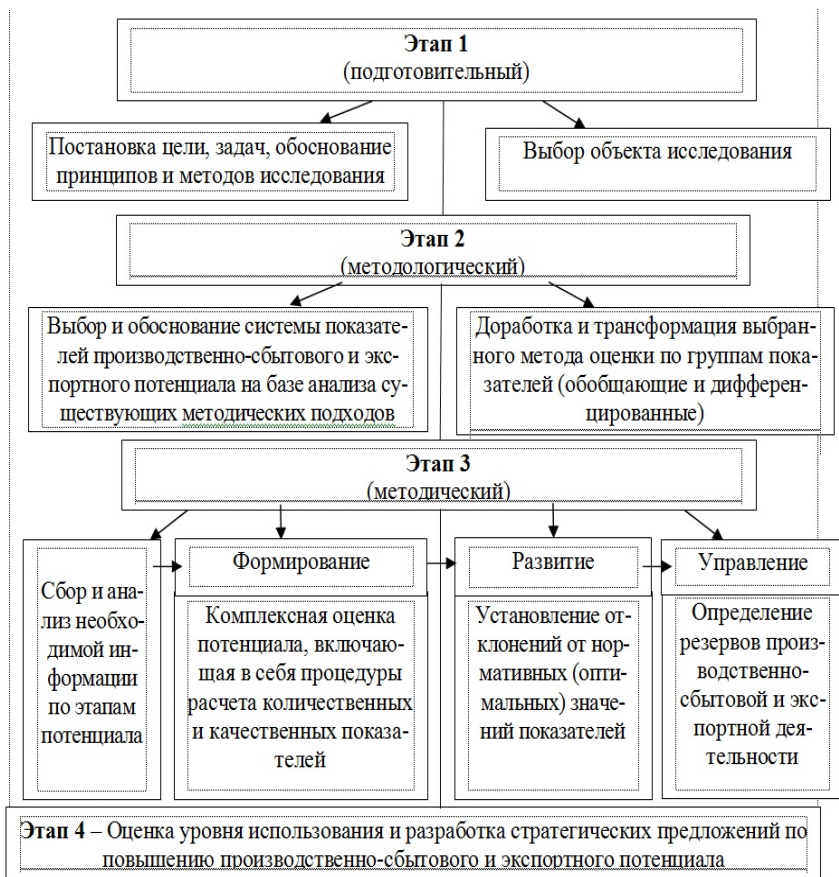 Этап 1
(подготовительный)
Постановка цели, задач, обоснование
принципов и методов исследования
Выбор объекта исследования
Этап 2
(методологический)
Выбор и обоснование системы показате-
лей производственно-сбытового и экс-
портного потенциала на базе анализа су-
ществующих методических подходов
Доработка и трансформация выбран-
ного метода оценки по группам пока-
зателей (обобщающие и дифферен-
цированные)
Этап 3
(методический)
Сбор и ана-
лиз необхо-
димой ин-
формации
по этапам
потенциала
Формирование
Комплексная оценка
потенциала, включаю-
щая в себя процедуры
расчета количественных
и качественных показа-
телей
Развитие
Установление от-
клонений от нор-
мативных (опти-
мальных) значе-
ний показателей
Управление
Определение
резервов произ-
водственно-
сбытовой и экс-
портной дея-
тельности
Этап 4 – Оценка уровня использования и разработка стратегических предложений по
повышению производственно-сбытового и экспортного потенциала